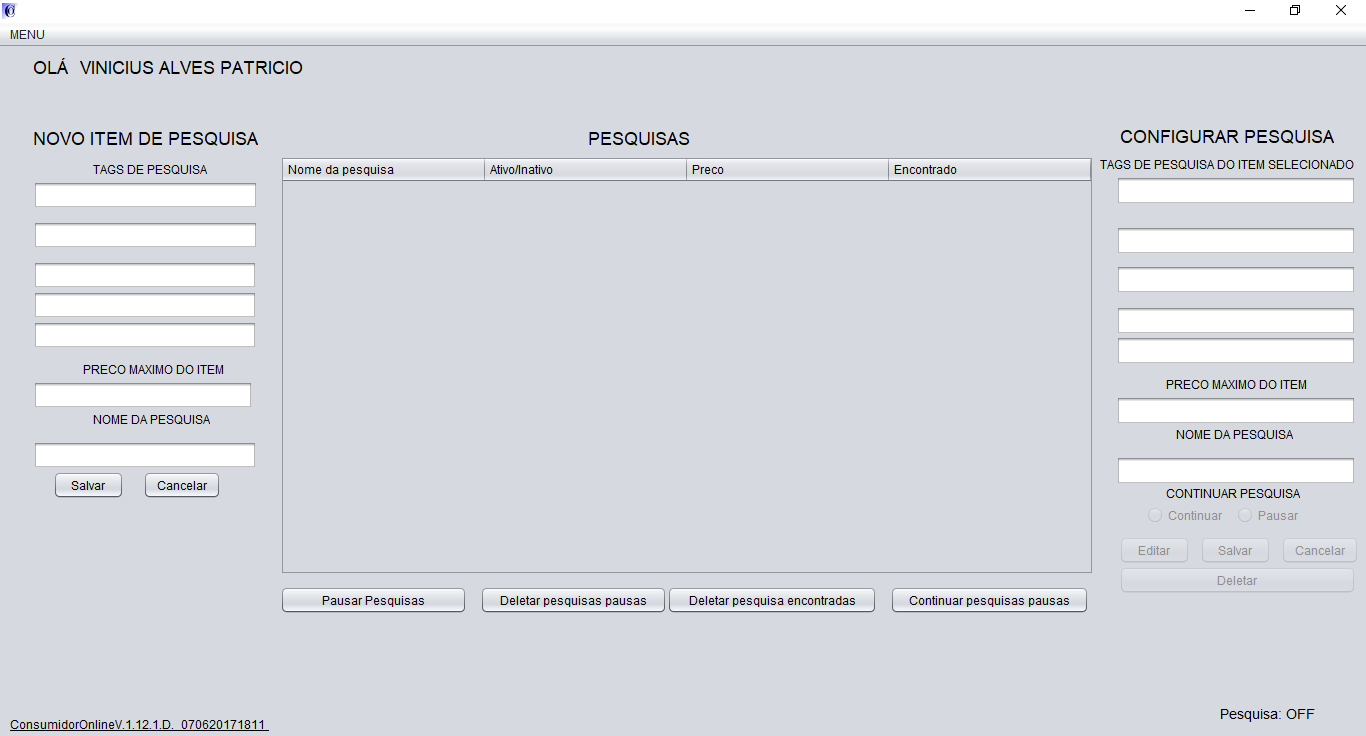 MENU
OLÁ VINICIUS ALVES PATRICIO
NOVO ITEM DE PESQUISA
TAGS DE PESQUISA
PRECO MAXIMO DO ITEM
NOME DA PESQUISA
Salvar Cancelar
PESQUISAS
Nome da pesquisa Ativo/Inativo Preco Encontrado
Pausar Pesquisas Deletar pesquisas pausas Deletar pesquisa encontradas Continuar pesquisas pausas
CONFIGURAR PESQUISA
TAGS DE PESQUISA DO ITEM SELECIONADO
PRECO MAXIMO DO ITEM
NOME DA PESQUISA
CONTINUAR PESQUISA
Continuar Pausar
Editar Salvar Cancelar
Deletar
Pesquisa: OFF
ConsumidorOnlineV.1.12.1.D. 070620171811